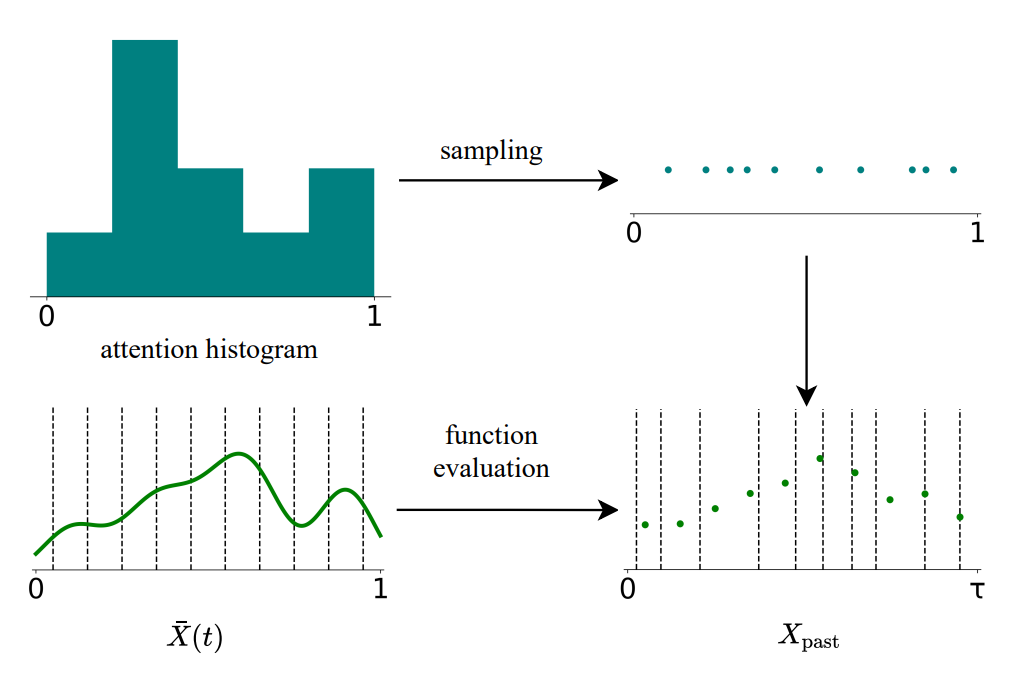 sampling
0 1
0 1
attention histogram
function
evaluation
0 1
0 τ
X̄(t)
X_past